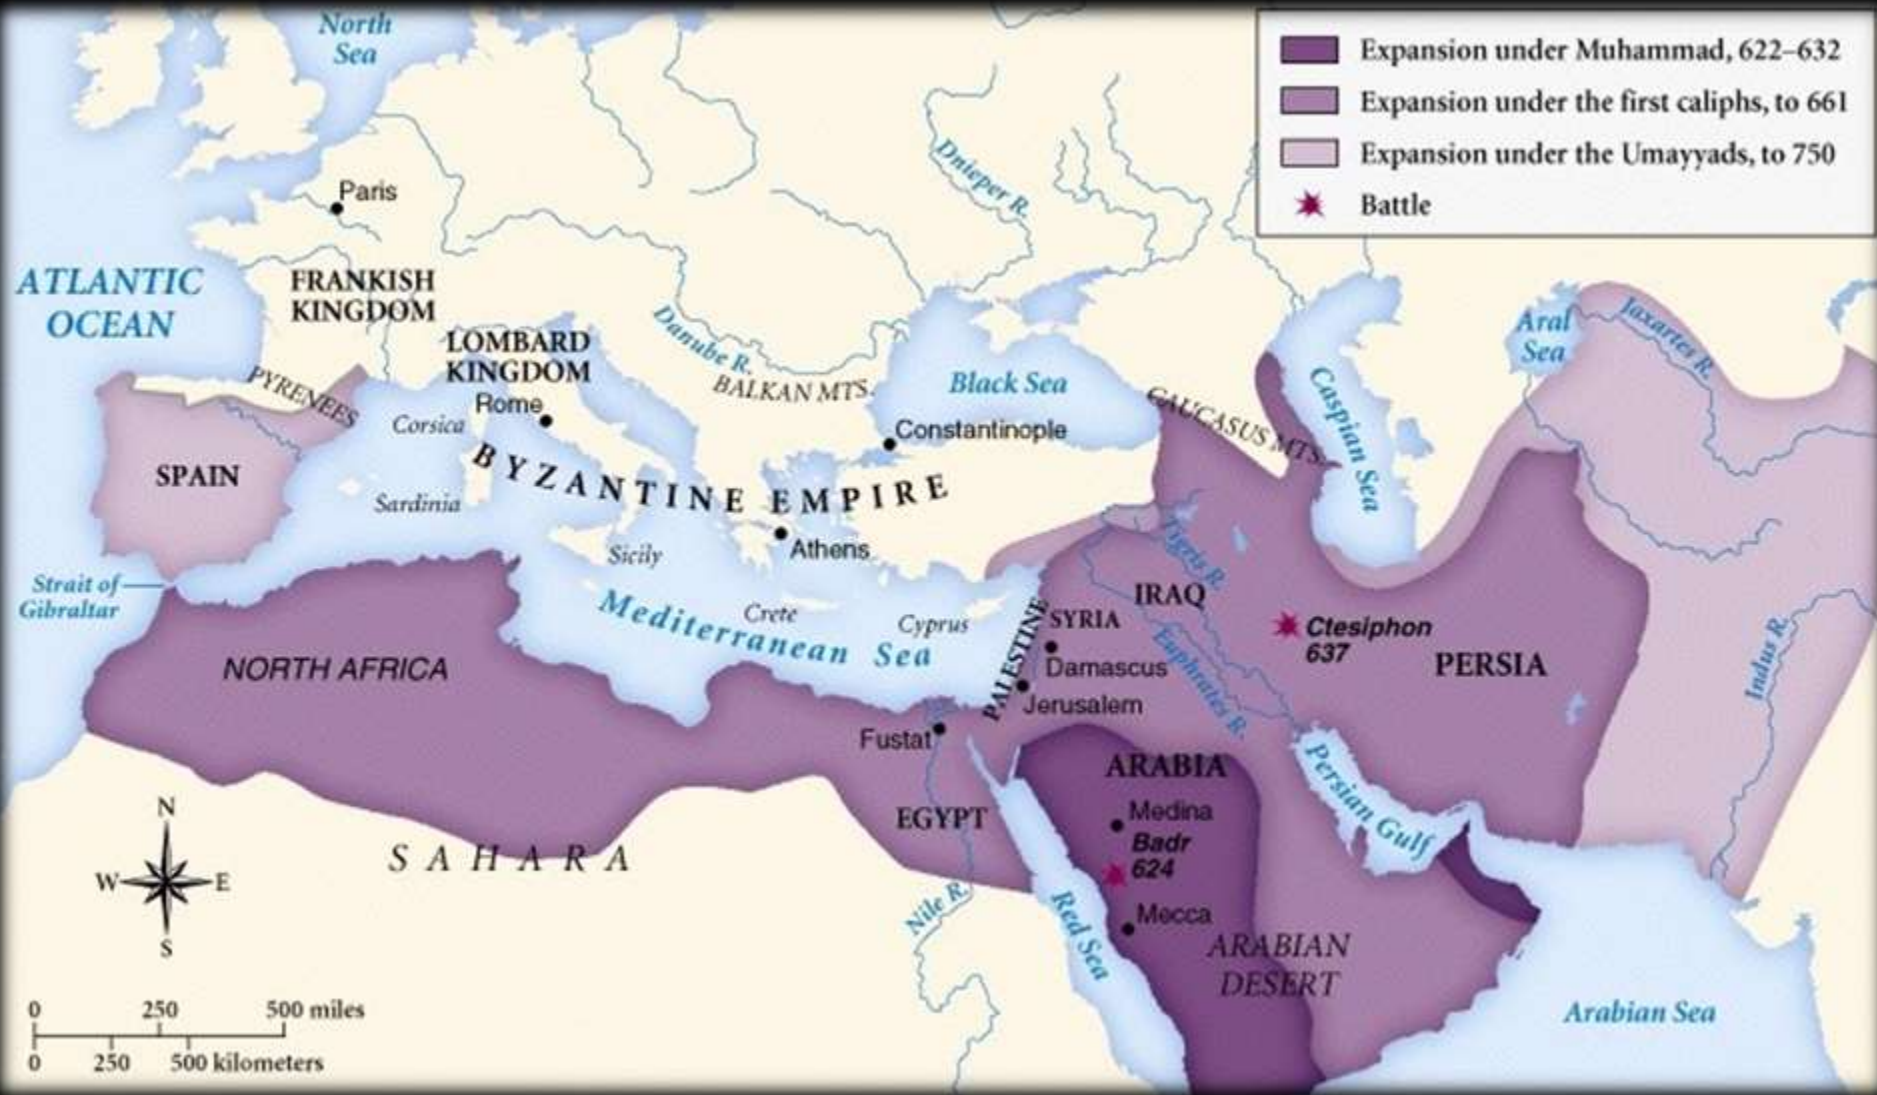 North
Sea
Expansion under Muhammad, 622–632
Expansion under the first caliphs, to 661
Expansion under the Umayyads, to 750
Battle
Dnieper R.
Paris
ATLANTIC
OCEAN
FRANKISH
KINGDOM
LOMBARD
KINGDOM
Danube R.
BALKAN MTS.
Black Sea
CAUCASUS MTS.
Caspian Sea
Aral
Sea
Jaxartes R.
PYRENEES
Corsica
Rome
Constantinople
SPAIN
Sardinia
BYZANTINE EMPIRE
Athens
Sicily
Strait of
Gibraltar
Mediterranean Sea
Crete
Cyprus
PALESTINE
SYRIA
Damascus
Jerusalem
Tigris R.
IRAQ
Euphrates R.
Ctesiphon
637
PERSIA
Indus R.
NORTH AFRICA
Fustat
EGYPT
ARABIA
Medina
Badr
624
Mecca
Persian Gulf
ARABIAN
DESERT
Red Sea
Nile R.
SAHARA
Arabian Sea
N
W
E
S
0
250
500 miles
0
250
500 kilometers